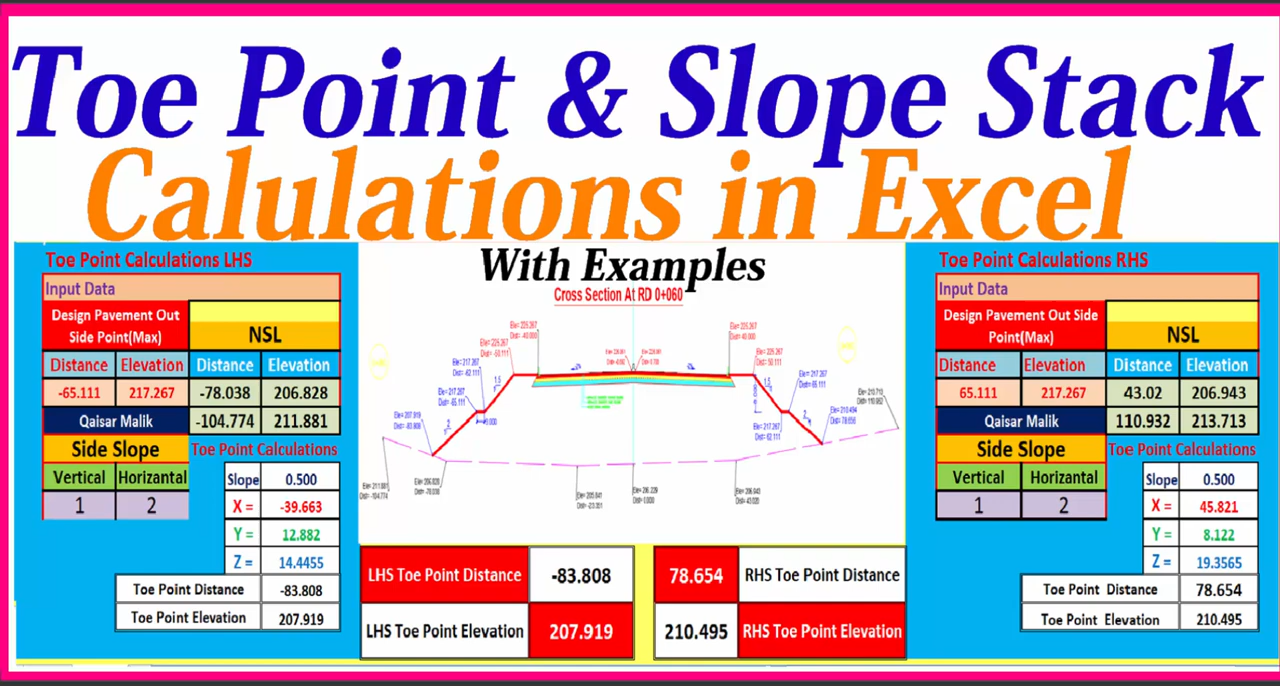 Toe Point & Slope Stack
Calulations in Excel
With Examples
Cross Section At RD 0+060
Toe Point Calculations LHS
Input Data
Design Pavement Out
Side Point(Max)
NSL
Distance Elevation Distance Elevation
-65.111 217.267 -78.038 206.828
Qaisar Malik -104.774 211.881
Side Slope
Toe Point Calculations
Vertical Horizantal
1 2
Slope 0.500
X = -39.663
Y = 12.882
Z = 14.4455
Toe Point Distance -83.808
Toe Point Elevation 207.919
LHS Toe Point Distance -83.808
LHS Toe Point Elevation 207.919
78.654 RHS Toe Point Distance
210.495 RHS Toe Point Elevation
Toe Point Calculations RHS
Input Data
Design Pavement Out Side
Point(Max)
NSL
Distance Elevation Distance Elevation
65.111 217.267 43.02 206.943
Qaisar Malik 110.932 213.713
Side Slope
Toe Point Calculations
Vertical Horizantal
1 2
Slope 0.500
X = 45.821
Y = 8.122
Z = 19.3565
Toe Point Distance 78.654
Toe Point Elevation 210.495